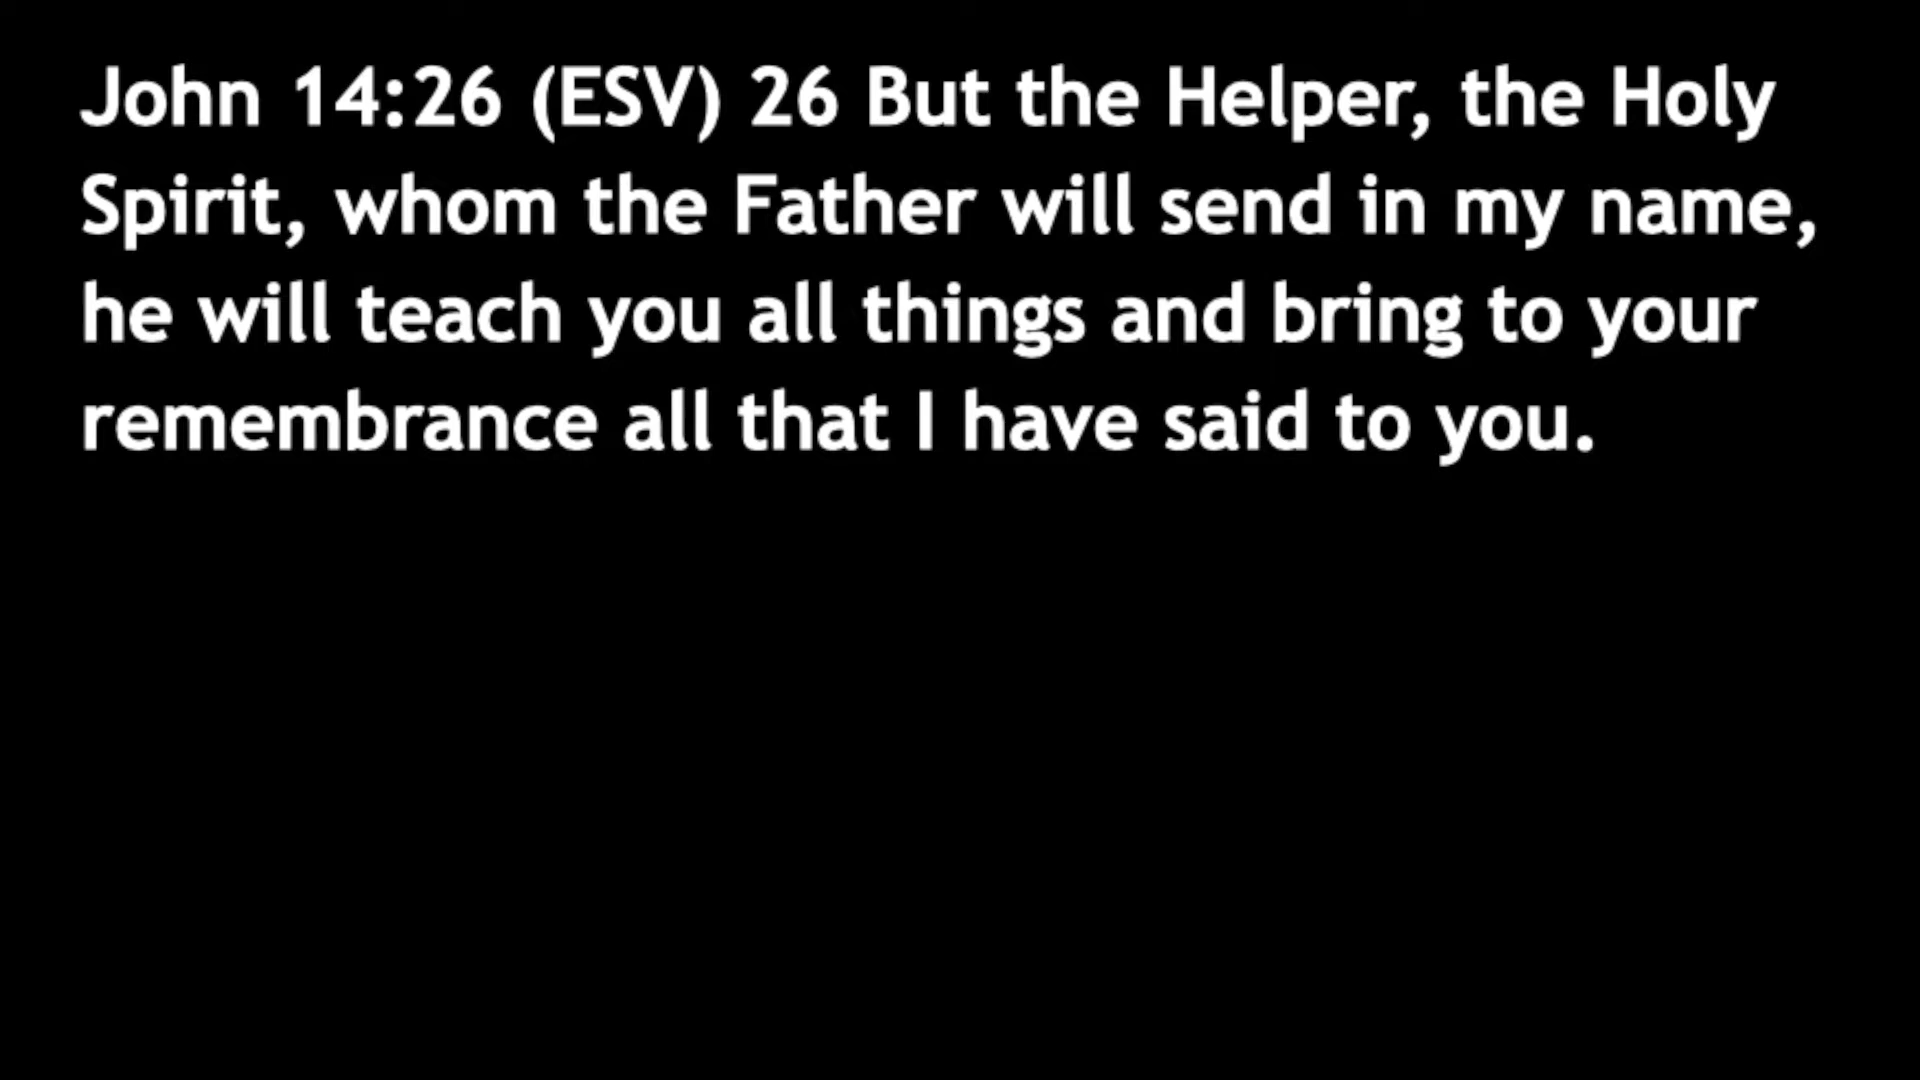 John 14:26 (ESV) 26 But the Helper, the Holy
Spirit, whom the Father will send in my name,
he will teach you all things and bring to your
remembrance all that I have said to you.